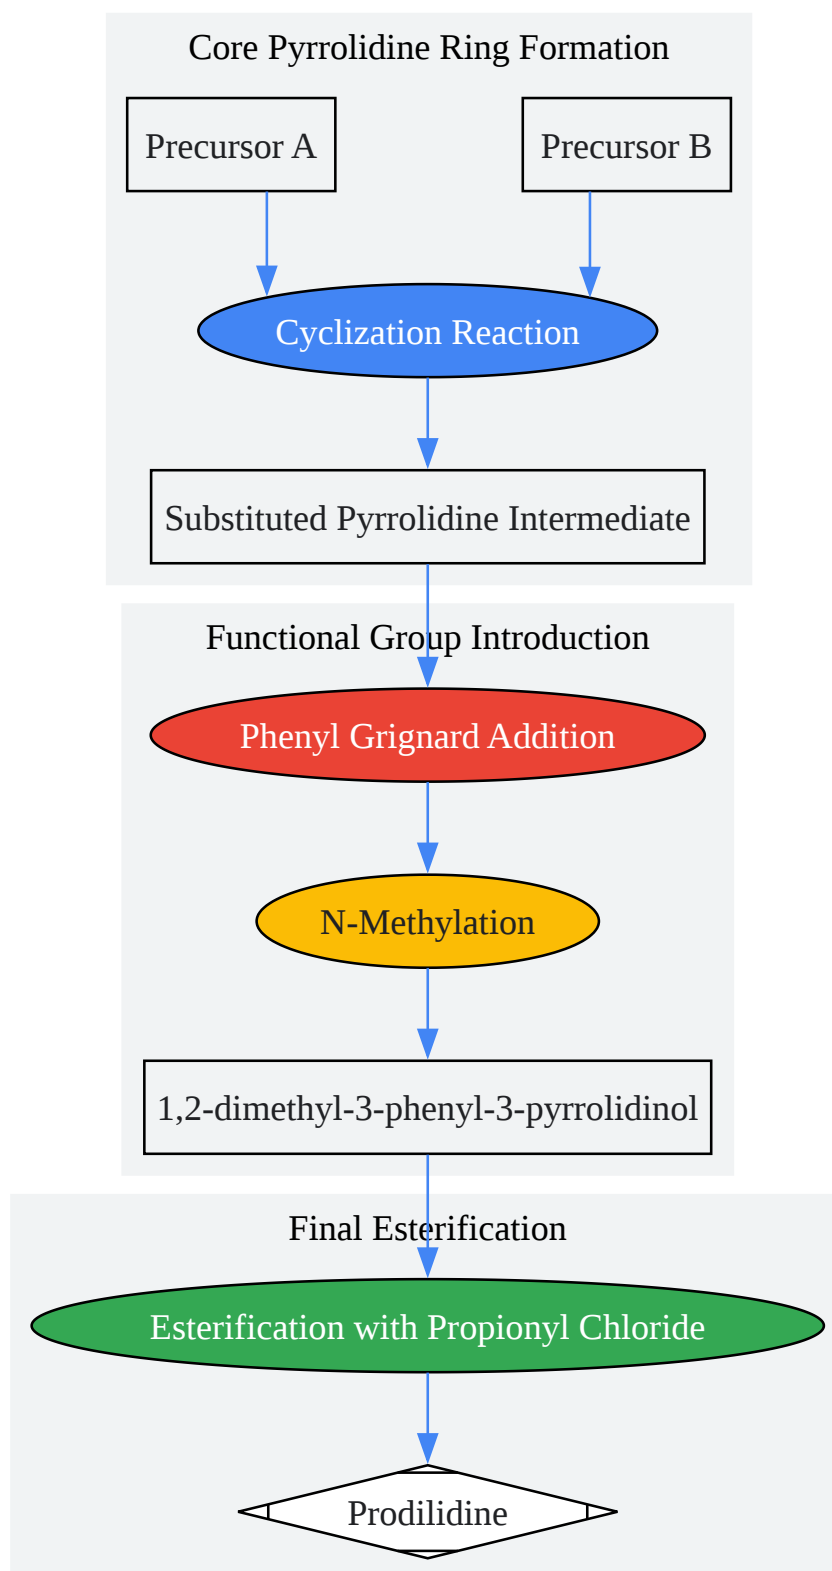 Core Pyrrolidine Ring Formation
Precursor A
Precursor B
Cyclization Reaction
Substituted Pyrrolidine Intermediate
Functional Group Introduction
Phenyl Grignard Addition
N-Methylation
1,2-dimethyl-3-phenyl-3-pyrrolidinol
Final Esterification
Esterification with Propionyl Chloride
Prodilidine